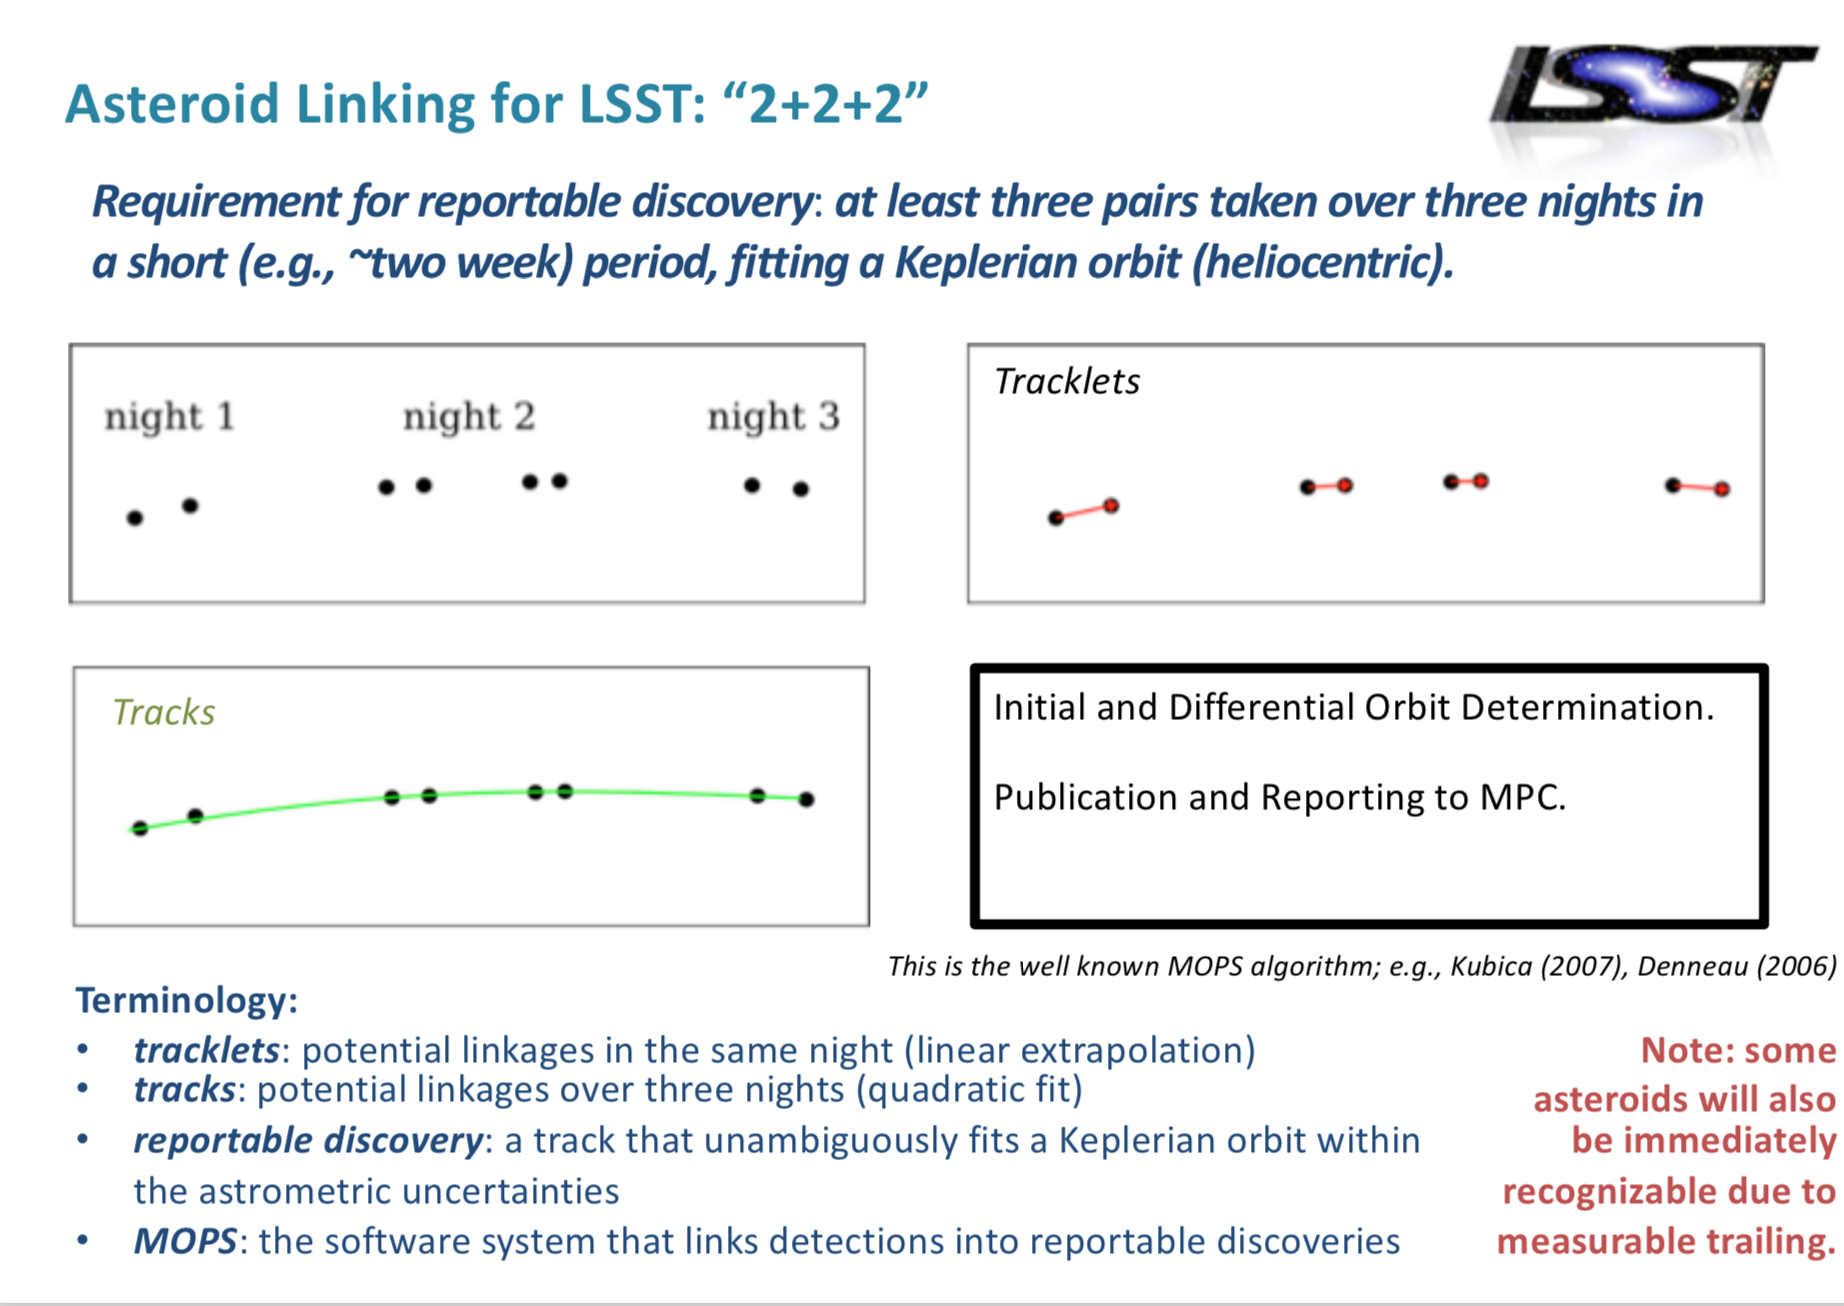 Asteroid Linking for LSST: “2+2+2”
LSST
Requirement for reportable discovery: at least three pairs taken over three nights in
a short (e.g., ~two week) period, fitting a Keplerian orbit (heliocentric).
night 1
night 2
night 3
Tracklets
Tracks
Initial and Differential Orbit Determination.
Publication and Reporting to MPC.
This is the well known MOPS algorithm; e.g., Kubica (2007), Denneau (2006)
Terminology:
• tracklets: potential linkages in the same night (linear extrapolation)
• tracks: potential linkages over three nights (quadratic fit)
• reportable discovery: a track that unambiguously fits a Keplerian orbit within
the astrometric uncertainties
• MOPS: the software system that links detections into reportable discoveries
Note: some
asteroids will also
be immediately
recognizable due to
measurable trailing.